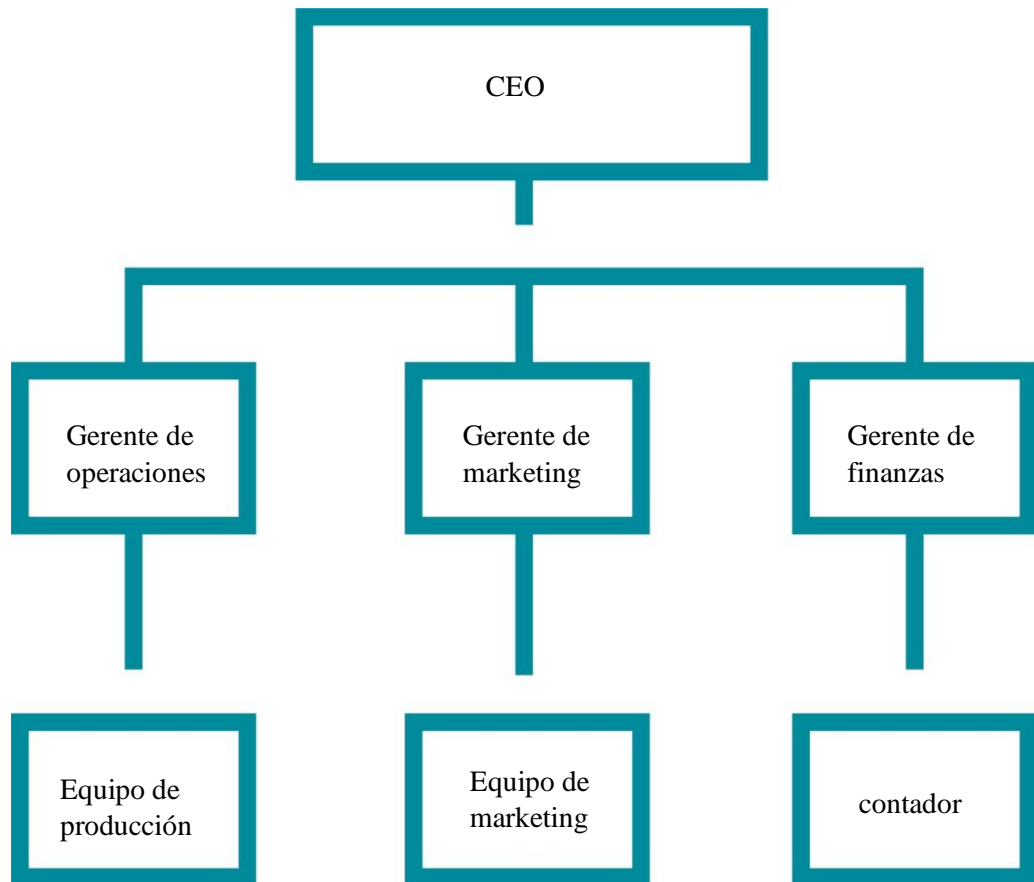 CEO
Gerente de
operaciones
Gerente de
marketing
Gerente de
finanzas
Equipo de
producción
Equipo de
marketing
contador